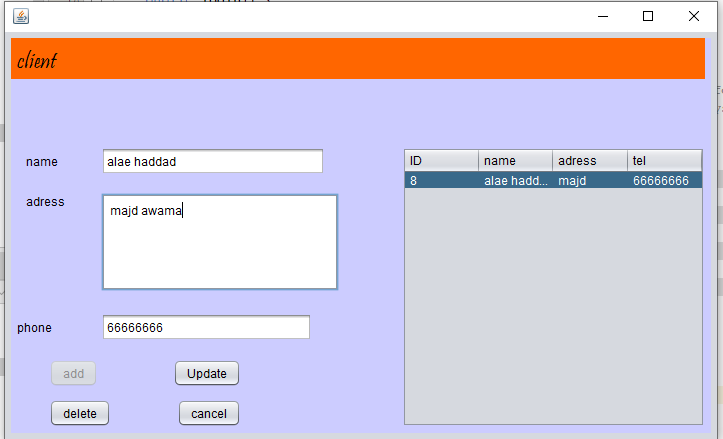 client
name alae haddad
adress majd awama
phone 66666666
add Update
delete cancel
ID name adress tel
8 alae hadd... majd 66666666